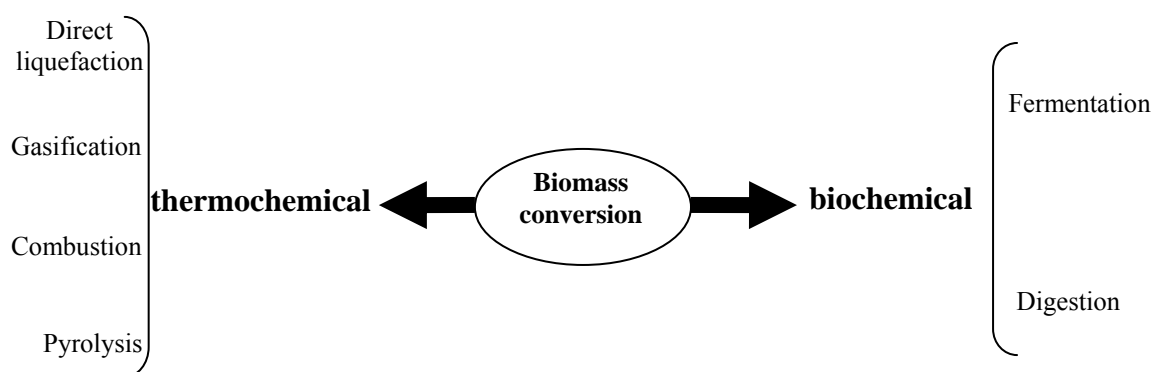 Direct
liquefaction
Gasification
Combustion
Pyrolysis
thermochemical
Biomass
conversion
biochemical
Fermentation
Digestion